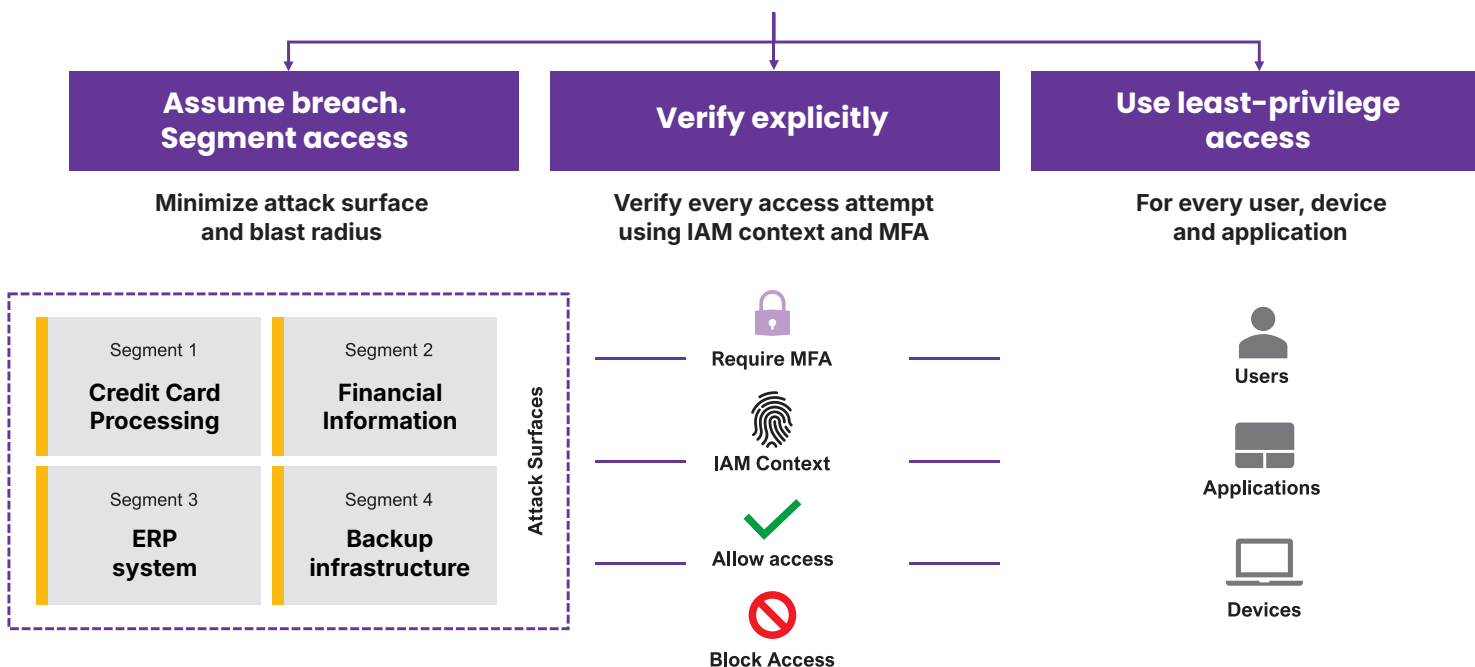 Assume breach.
Segment access
Verify explicitly
Use least-privilege
access
Minimize attack surface
and blast radius
Verify every access attempt
using IAM context and MFA
For every user, device
and application
Segment 1
Credit Card
Processing
Segment 2
Financial
Information
Segment 3
ERP
system
Segment 4
Backup
infrastructure
Attack Surfaces
Require MFA
IAM Context
Allow access
Block Access
Users
Applications
Devices